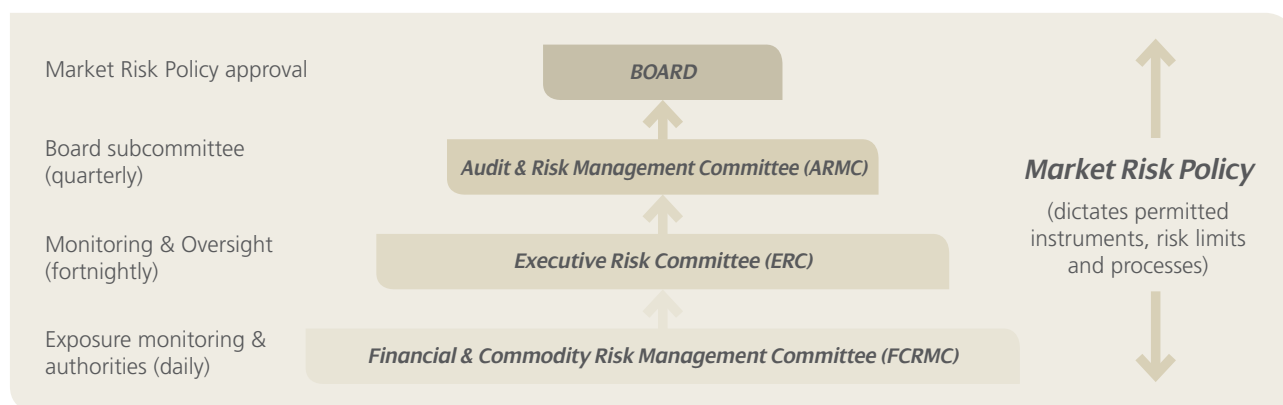 Market Risk Policy approval
BOARD
Board subcommittee
(quarterly)
Audit & Risk Management Committee (ARMC)
Monitoring & Oversight
(fortnightly)
Executive Risk Committee (ERC)
Exposure monitoring &
authorities (daily)
Financial & Commodity Risk Management Committee (FCRMC)
Market Risk Policy
(dictates permitted
instruments, risk limits
and processes)